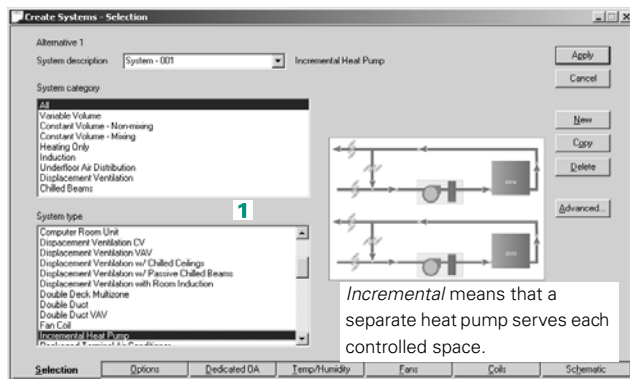 Create Systems - Selection
Alternative 1
System description System - 001 Incremental Heat Pump
Apply
Cancel
System category
All
Variable Volume
Constant Volume - Non-mixing
Constant Volume - Mixing
Heating Only
Induction
Underfloor Air Distribution
Displacement Ventilation
Chilled Beams
New
Copy
Delete
Advanced...
1
System type
Computer Room Unit
Dispacement Ventilation CV
Displacement Ventilation VAV
Displacement Ventilation w/ Chilled Ceilings
Displacement Ventilation w/ Passive Chilled Beams
Displacement Ventilation with Room Induction
Double Deck Multizone
Double Duct
Double Duct VAV
Fan Coil
Incremental Heat Pump
Packaged Terminal Air Conditioner
Incremental means that a
separate heat pump serves each
controlled space.
Selection Options Dedicated OA Temp/Humidity Fans Coils Schematic